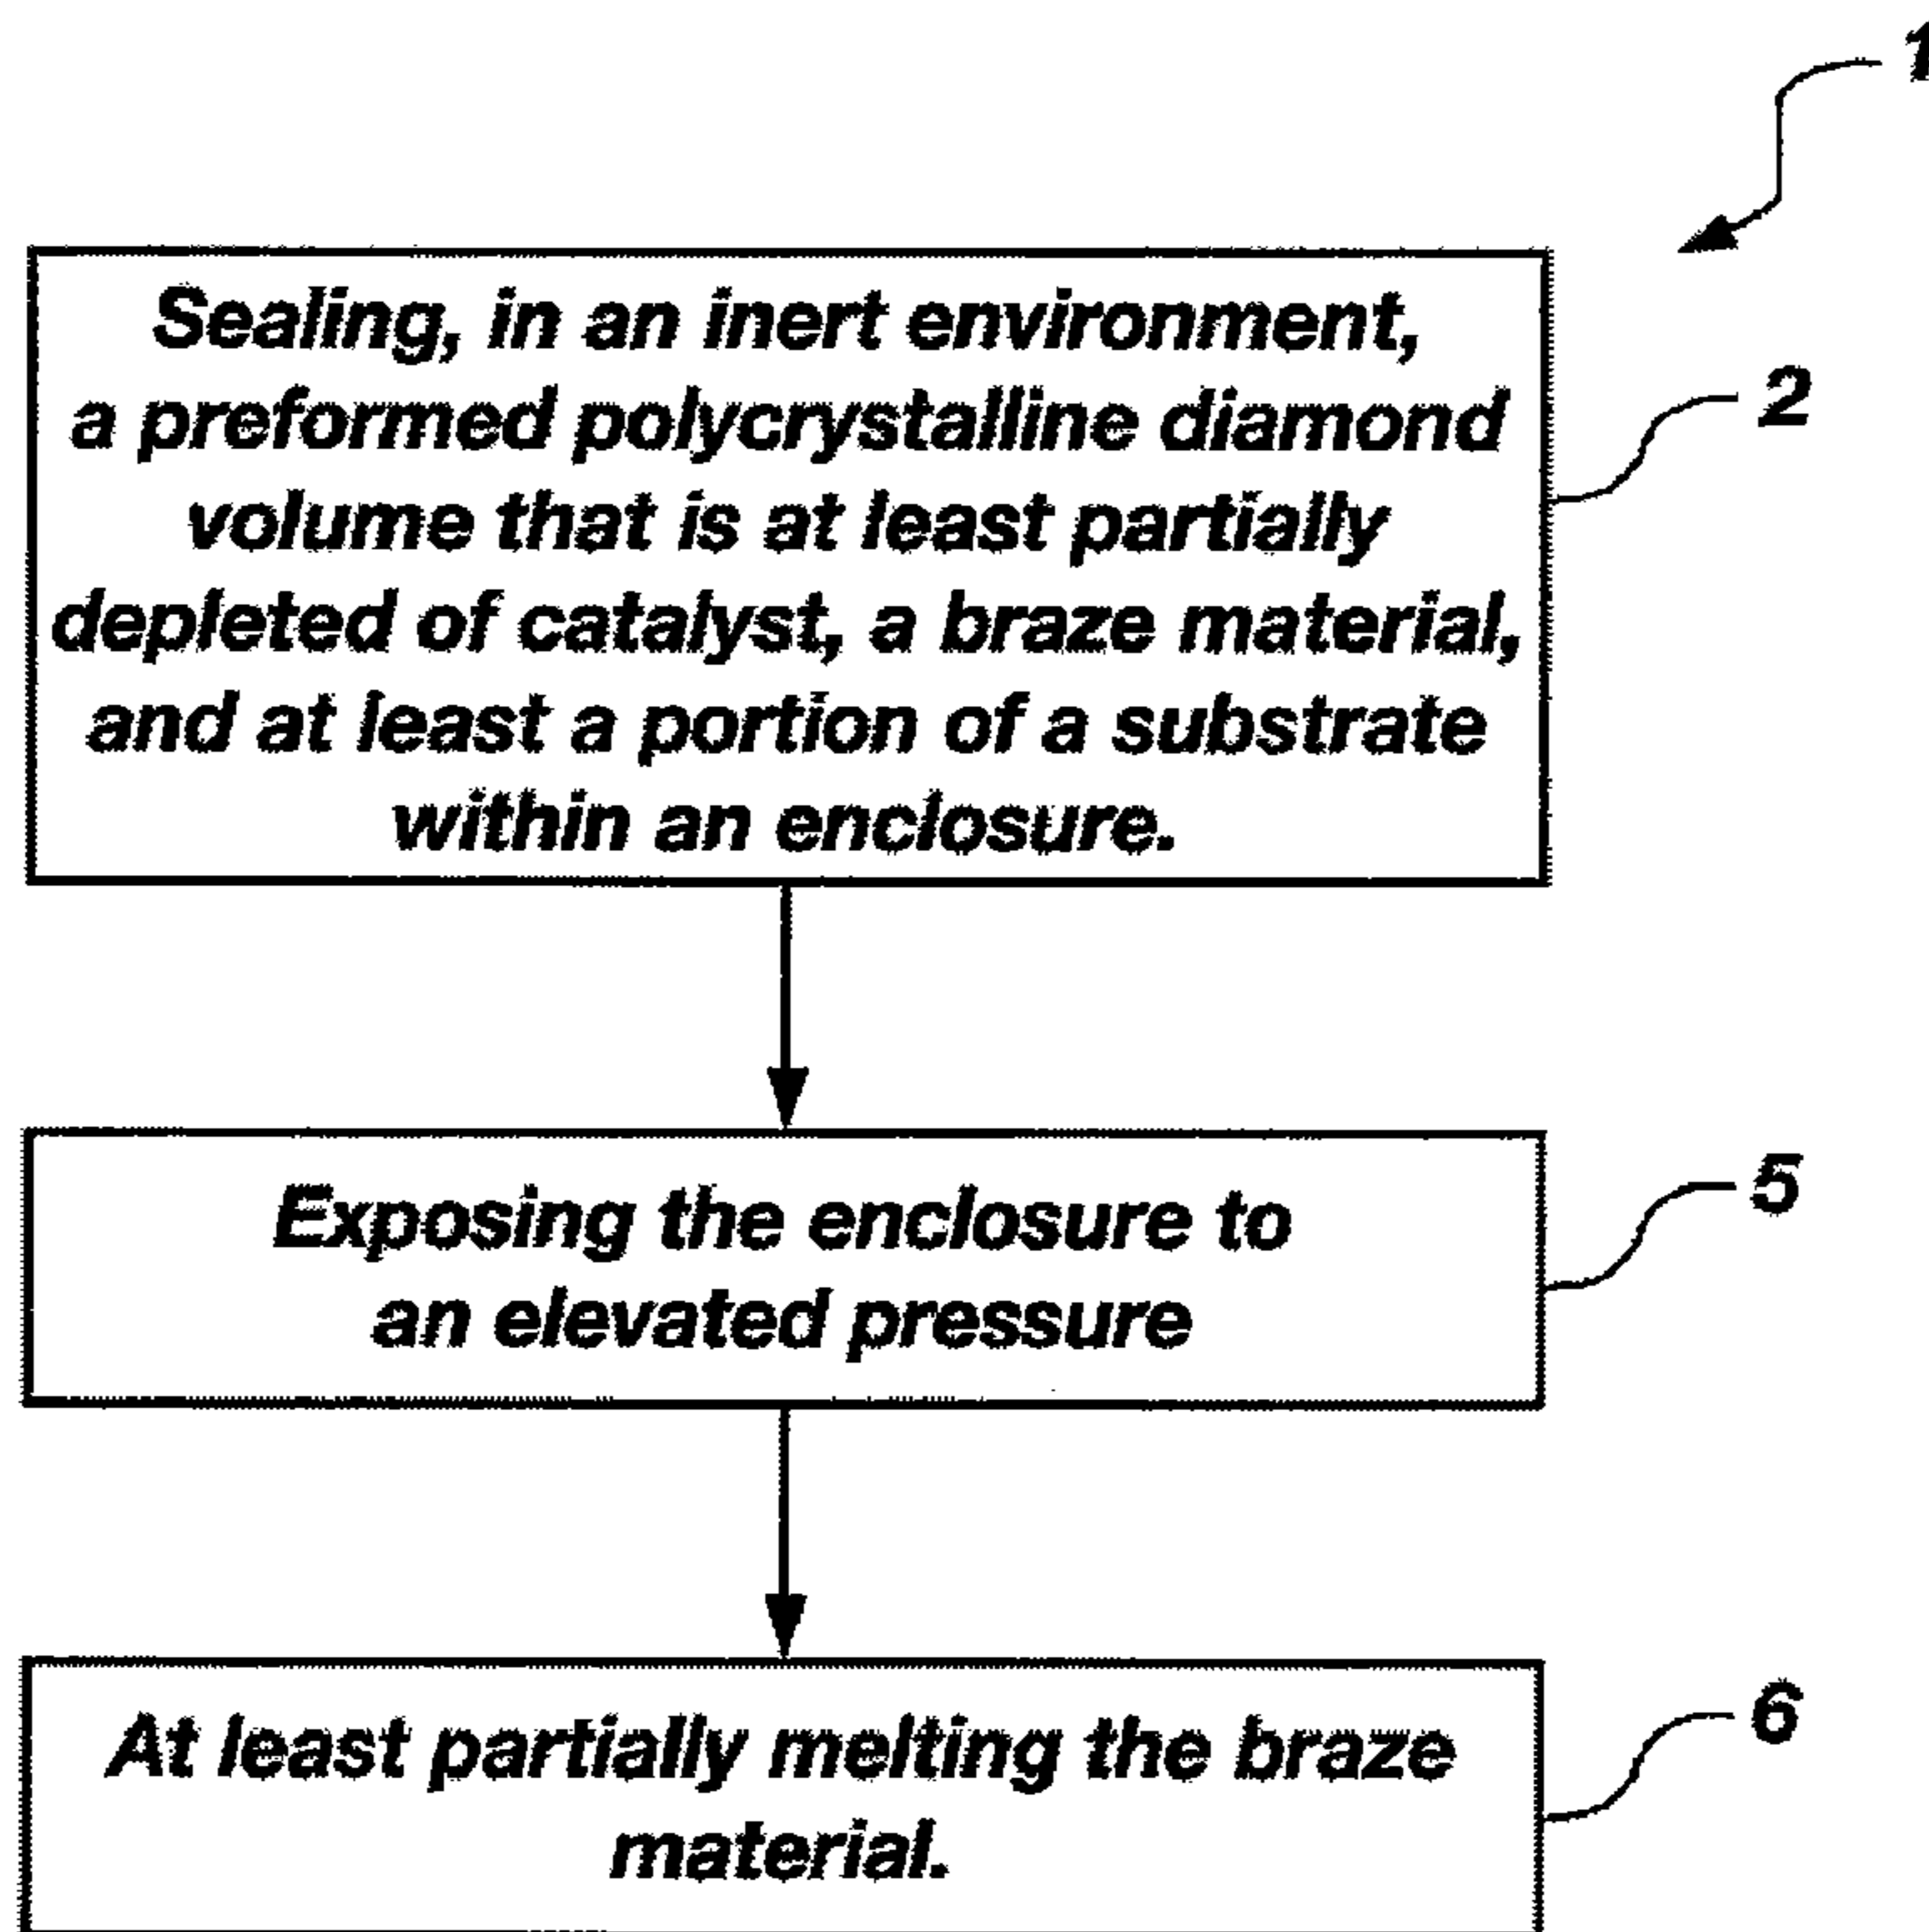 1
Sealing, in an inert environment,
a preformed polycrystalline diamond
volume that is at least partially
depleted of catalyst, a braze material,
and at least a portion of a substrate
within an enclosure.
2
Exposing the enclosure to
an elevated pressure
5
At least partially melting the braze
material.
6